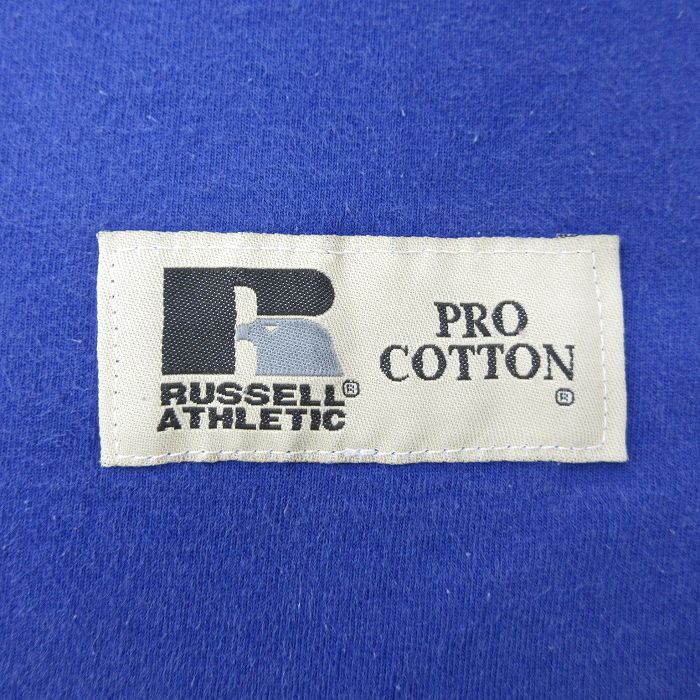 RUSSELL®
ATHLETIC
PRO
COTTON
®